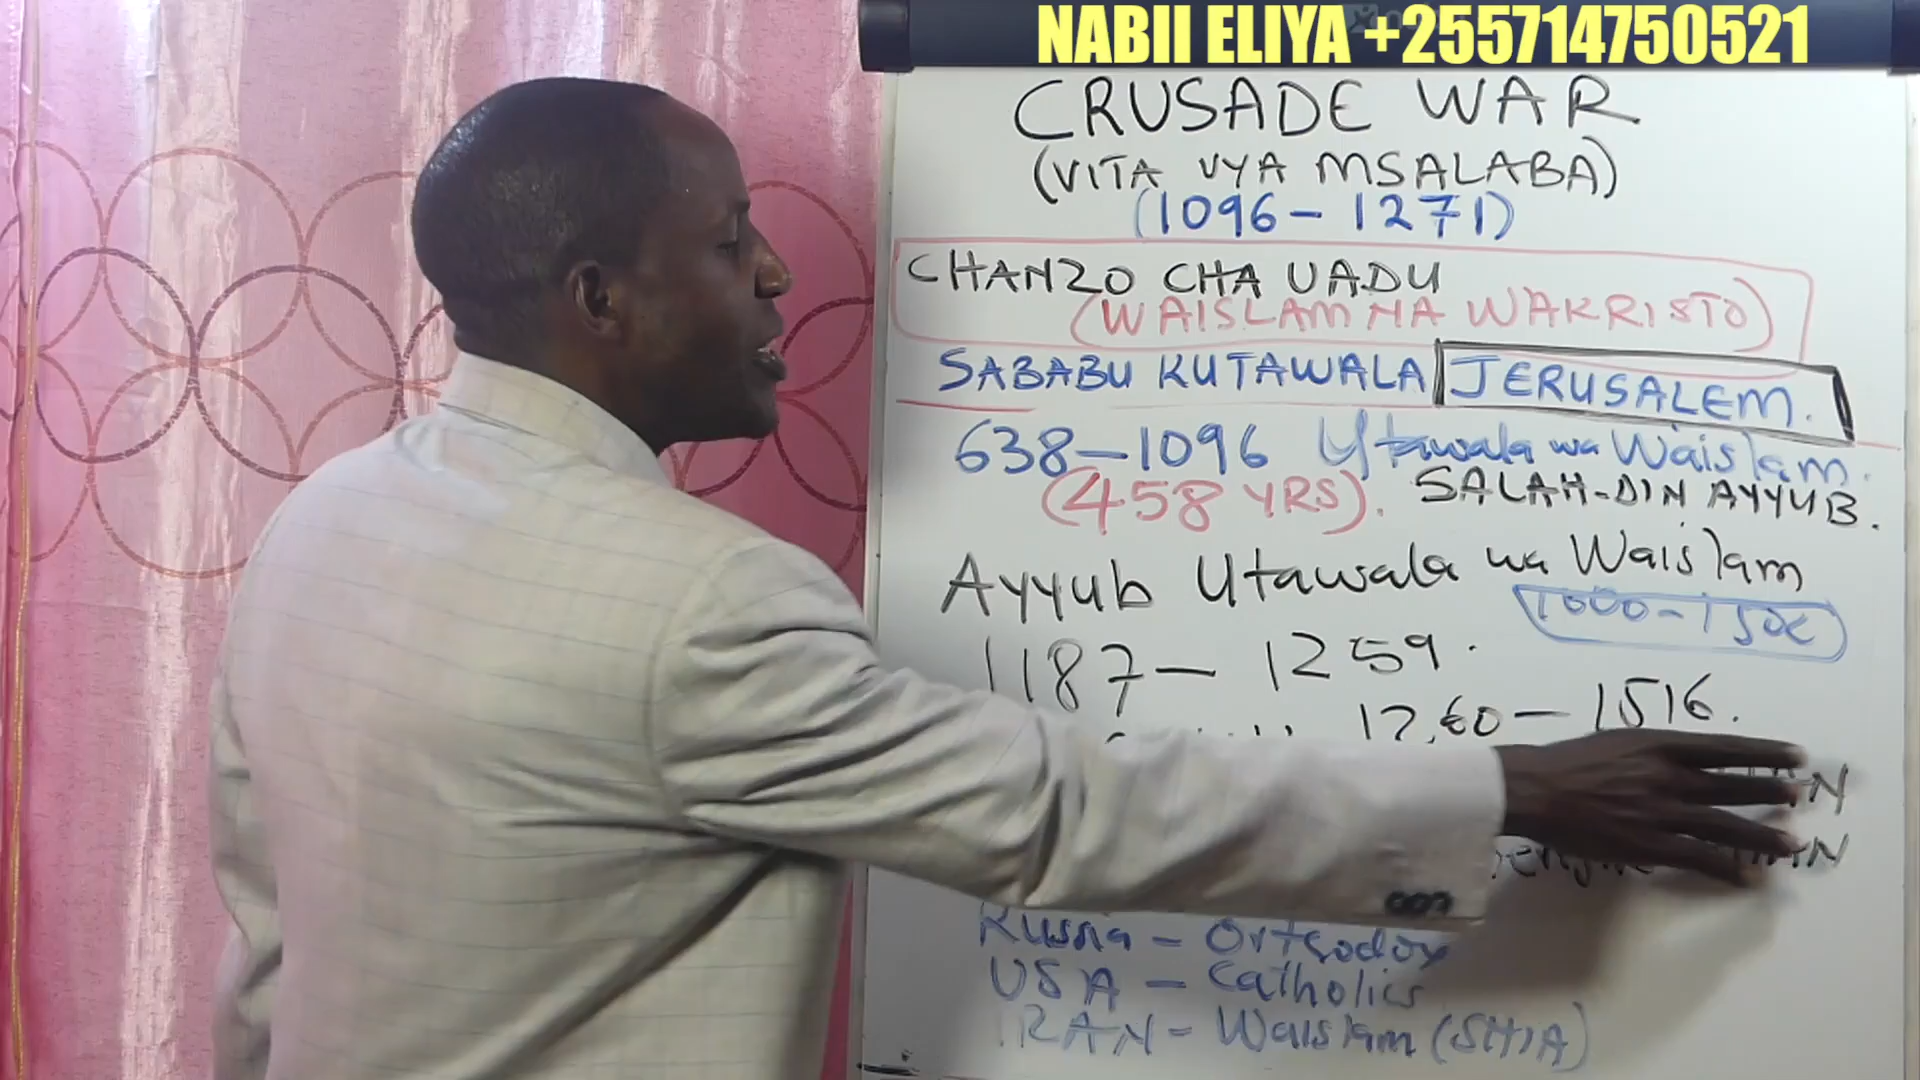 NABII ELIYA +255714750521
CRUSADE WAR
(VITA VYA MSALABA)
(1096 - 1271)
CHANZO CHA UADU
(WAISLAM NA WAKRISTO)
SABABU KUTAWALA JERUSALEM.
638-1096 Utawala wa Waislam.
(458 YRS). SALAH-DIN AYYUB.
Ayyub Utawala wa Waislam
1187 - 1259.
1260 - 1516.
Russia - Orthodox
USA - Catholics
IRAN - Waislam (SHIA)